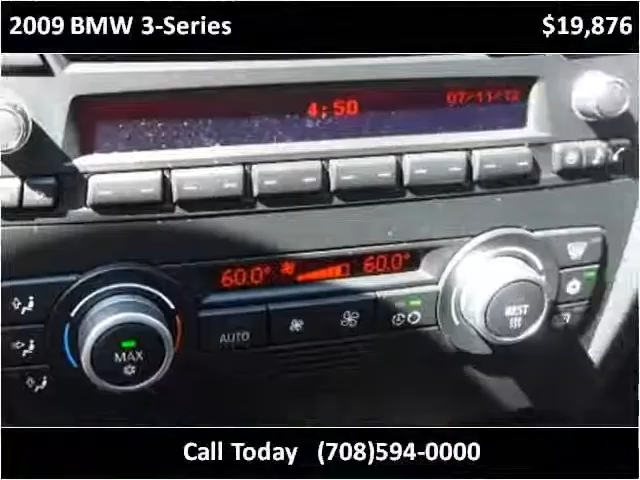 2009 BMW 3-Series
$19,876
4:50
07/11/12
60.0°
60.0°
AUTO
MAX
REST
Call Today (708)594-0000